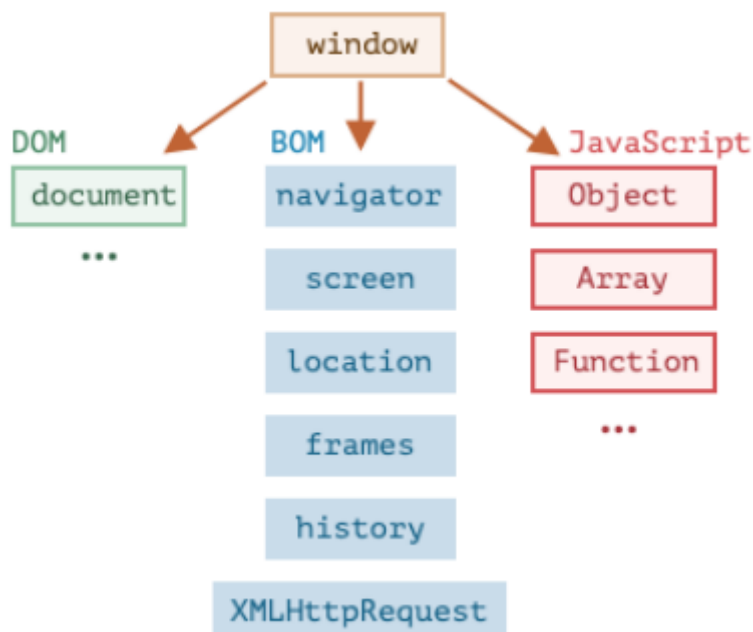 window
DOM
BOM
JavaScript
document
navigator
Object
...
screen
Array
location
Function
frames
...
history
XMLHttpRequest